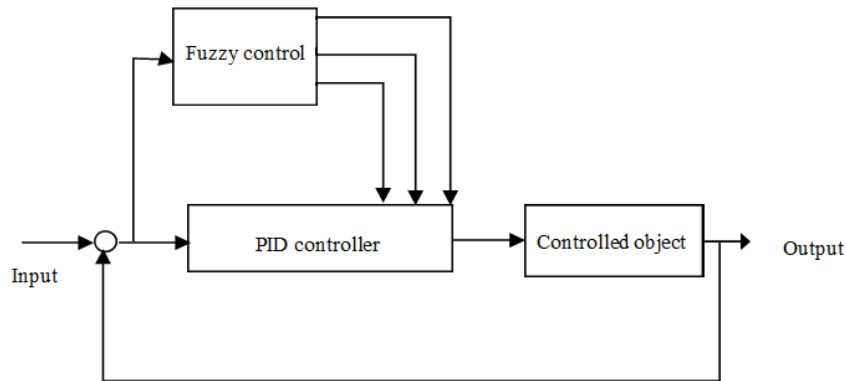 Fuzzy control
PID controller
Controlled object
Input
Output